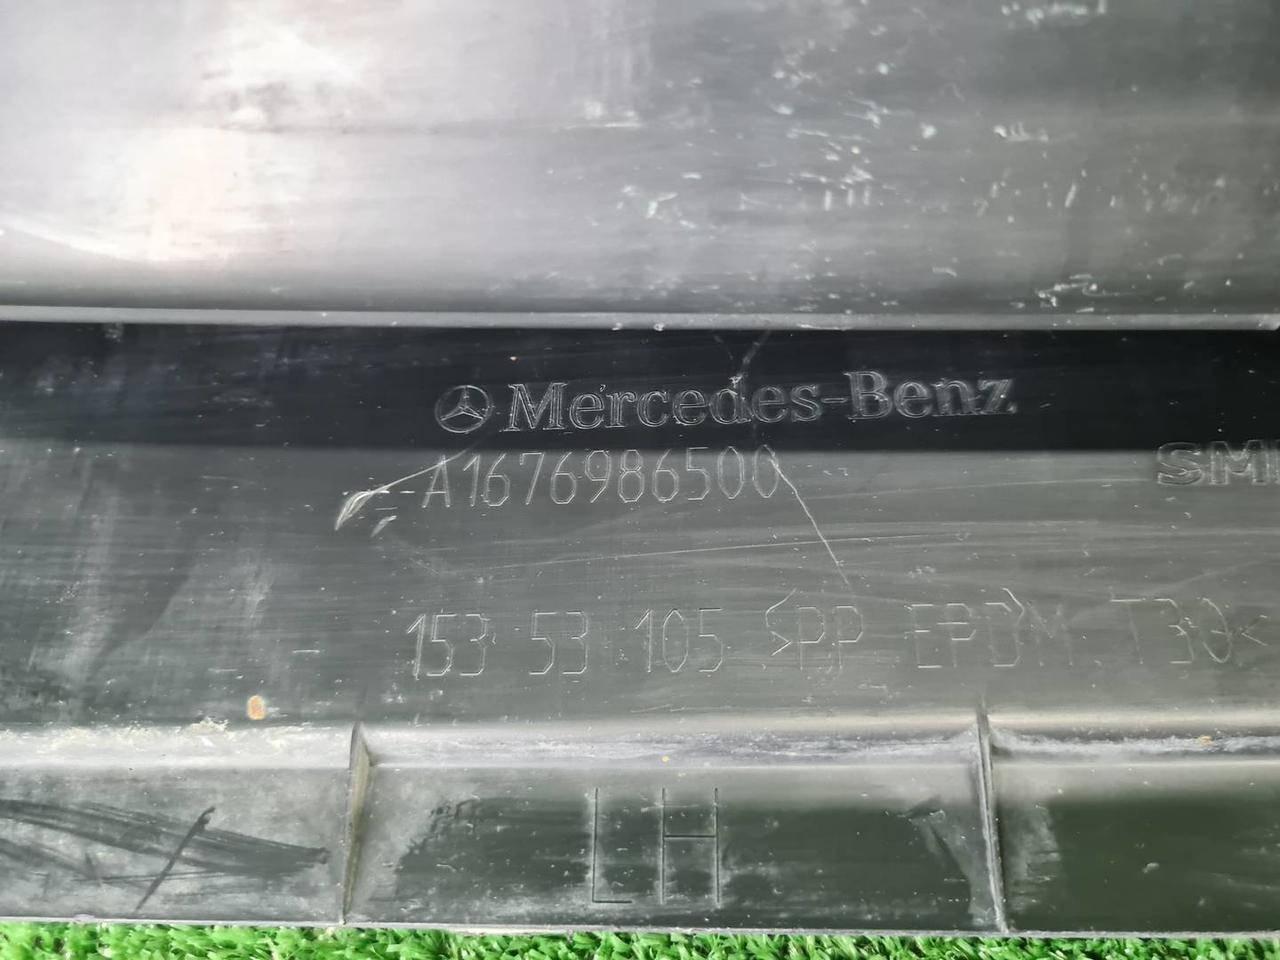 Mercedes-Benz
A1676986500
153 53 105 >PP EPDM T30<
LH